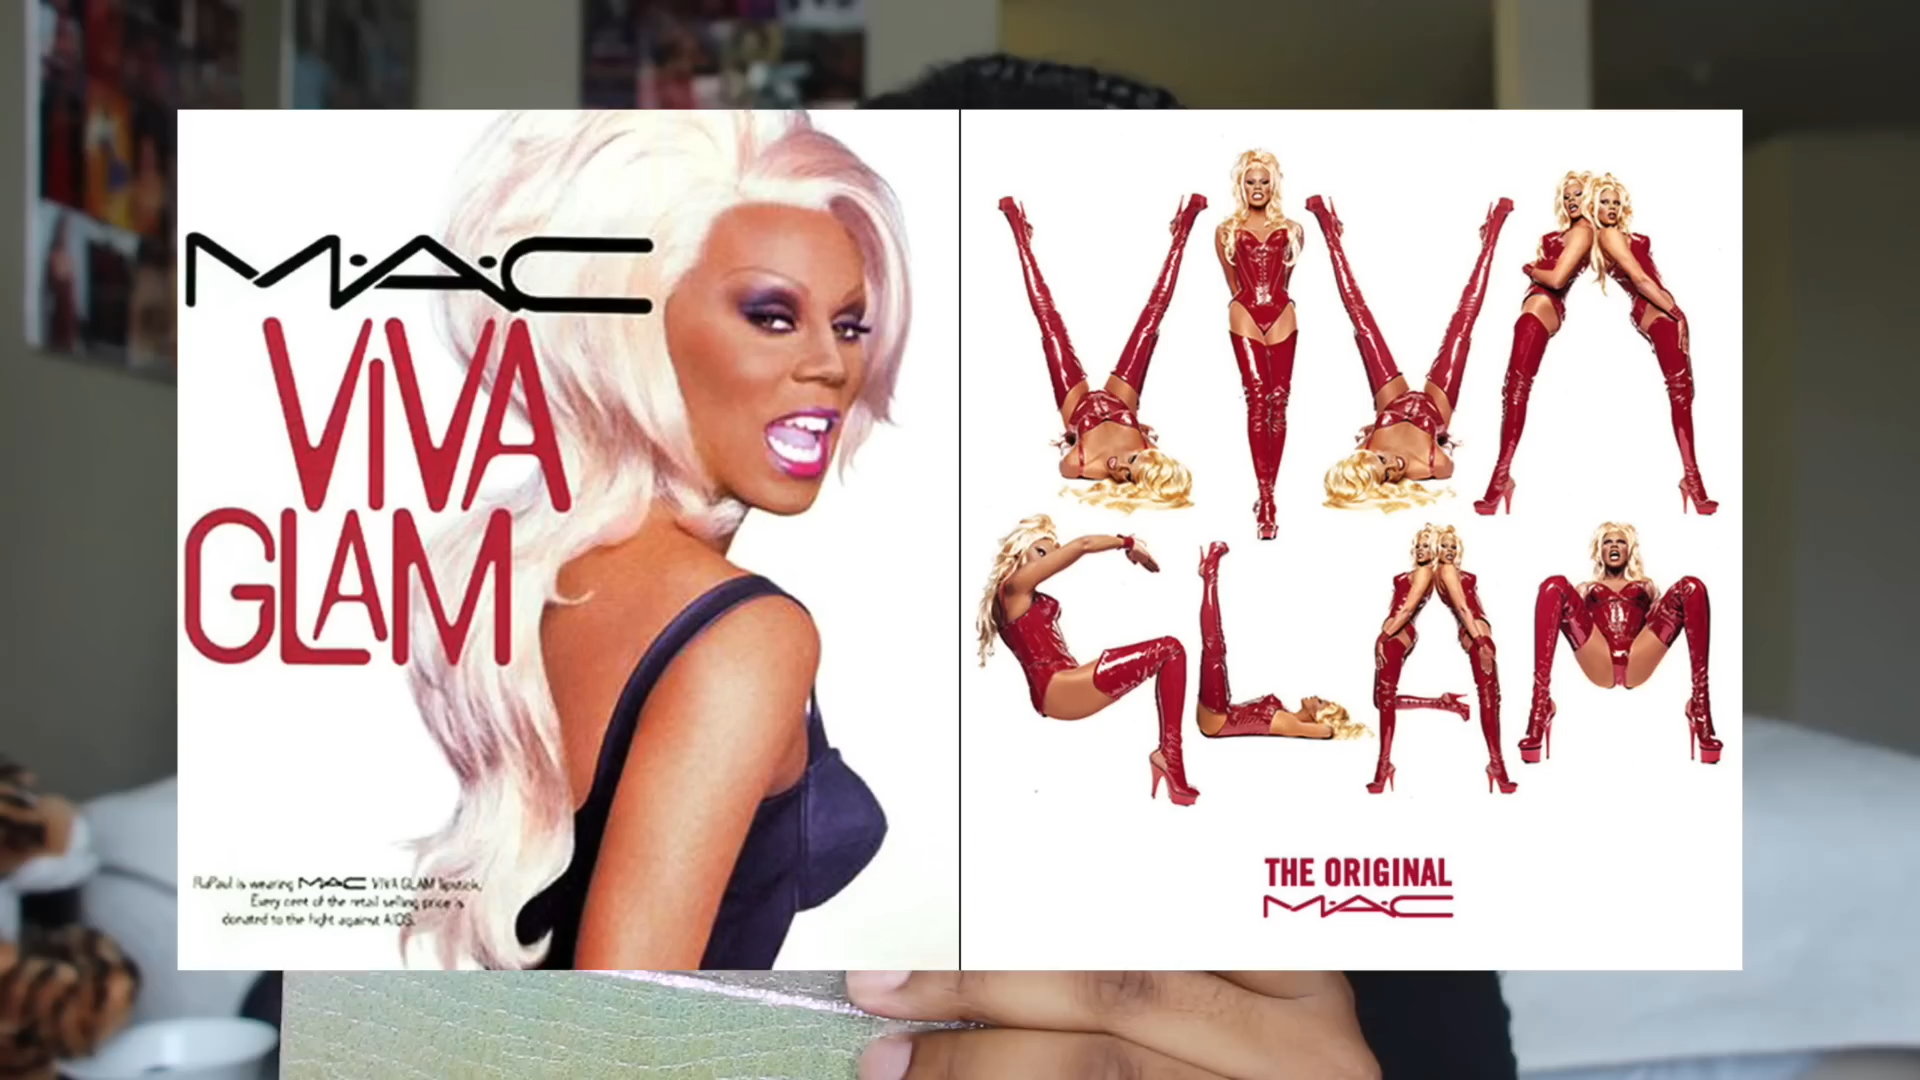 M·A·C
VIVA
GLAM
RuPaul is wearing MAC VIVA GLAM lipstick.
Every cent of the retail selling price is
donated to the fight against AIDS.
VIVA
GLAM
THE ORIGINAL
M·A·C